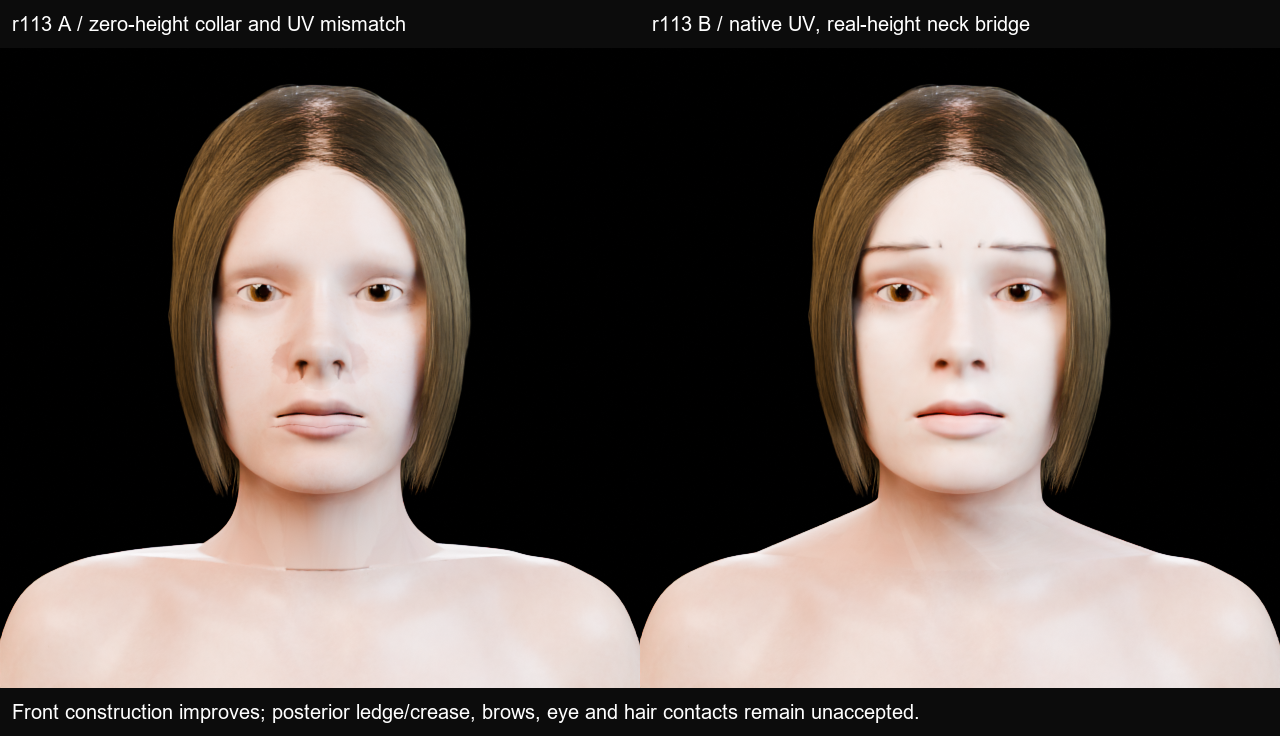 r113 A / zero-height collar and UV mismatch
r113 B / native UV, real-height neck bridge
Front construction improves; posterior ledge/crease, brows, eye and hair contacts remain unaccepted.